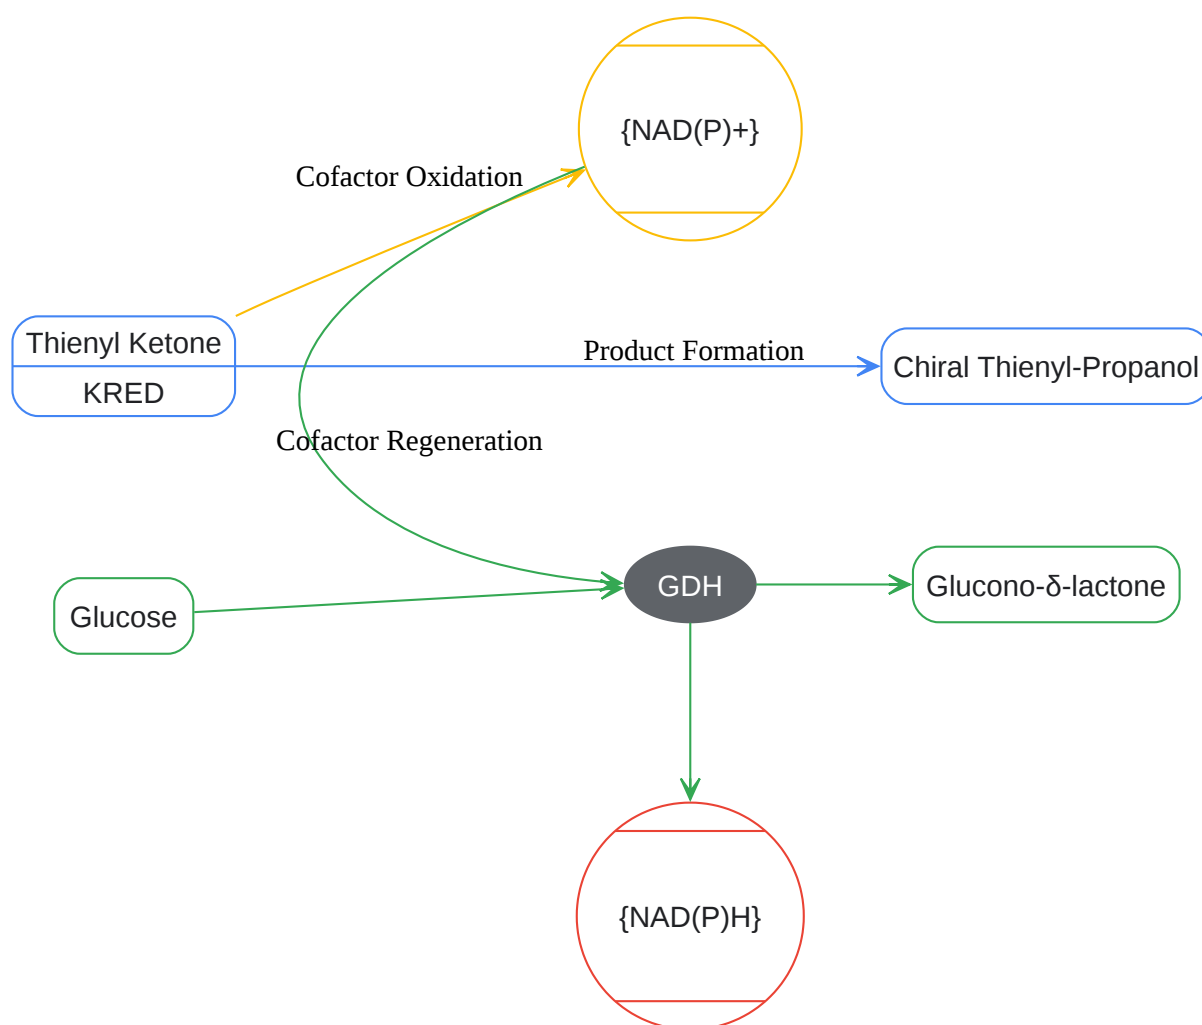 {NAD(P)+}
Cofactor Oxidation
Thienyl Ketone
KRED
Product Formation
Chiral Thienyl-Propanol
Cofactor Regeneration
Glucose
GDH
Glucono-δ-lactone
{NAD(P)H}